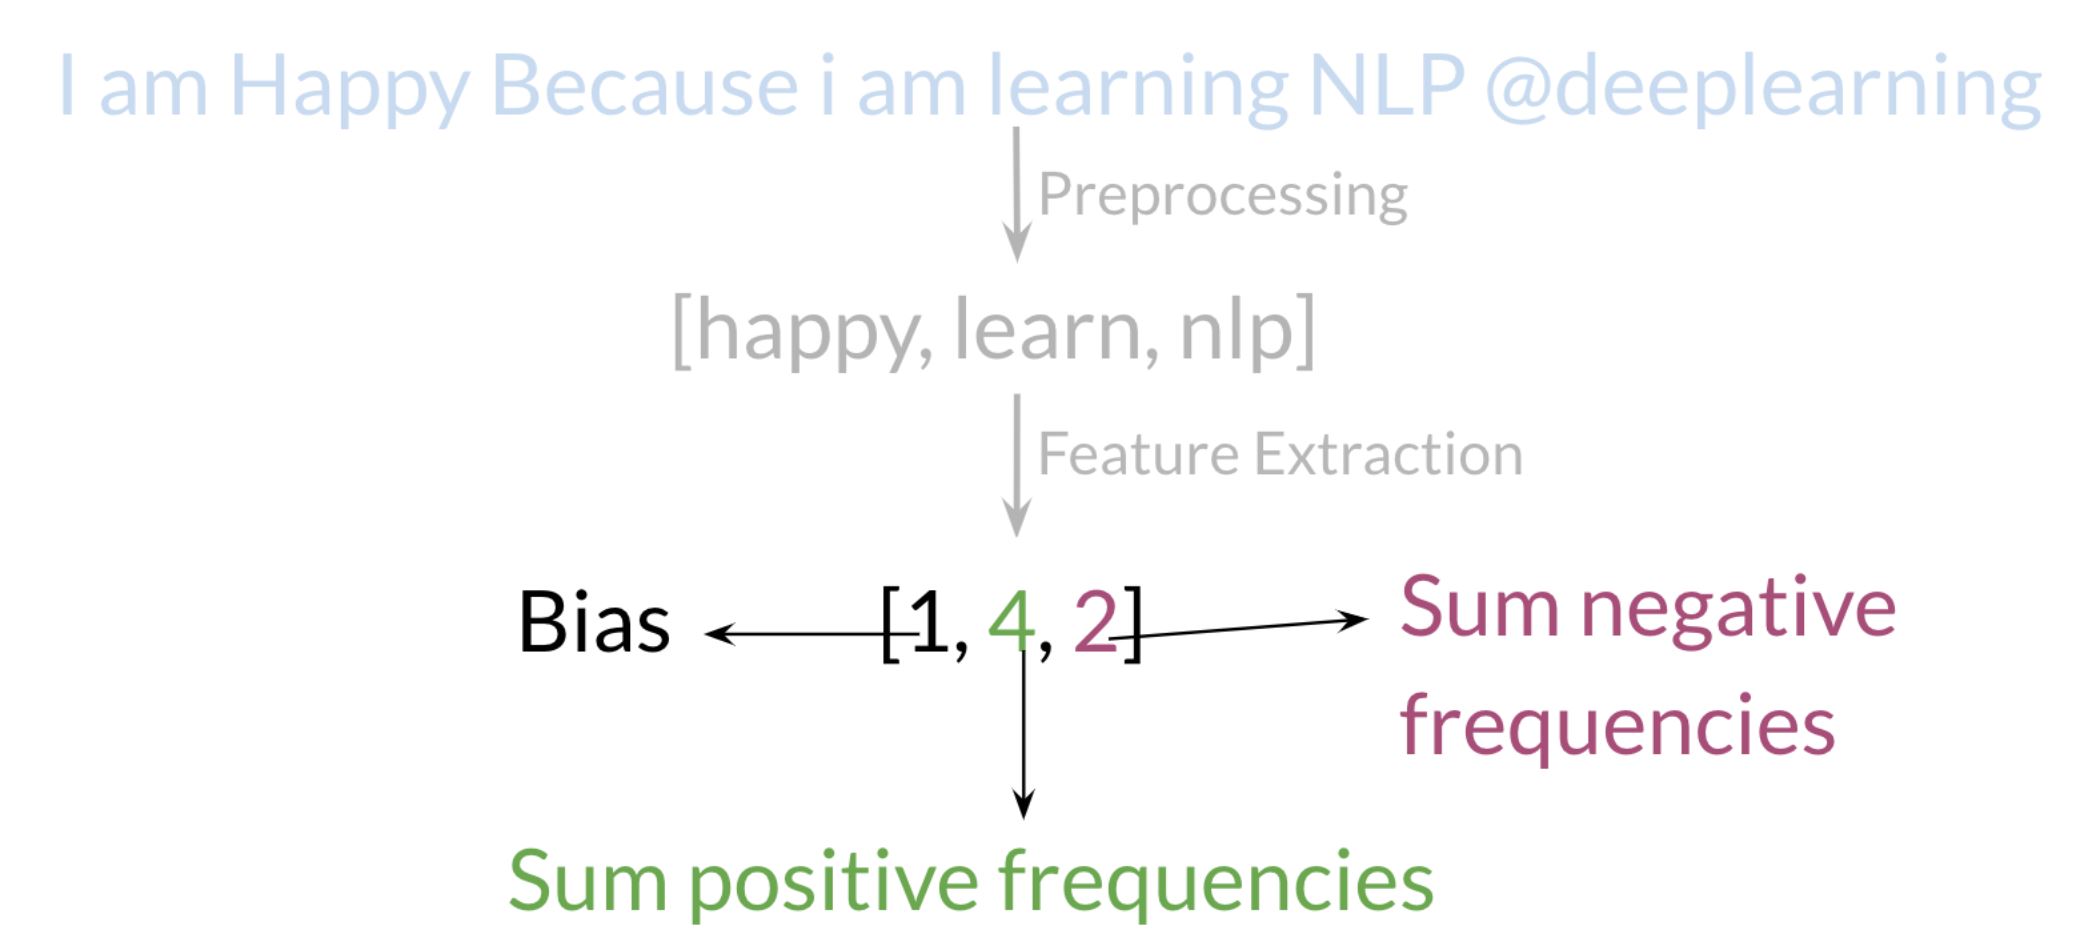 I am Happy Because i am learning NLP @deeplearning
Preprocessing
[happy, learn, nlp]
Feature Extraction
Bias
[1, 4, 2]
Sum negative
frequencies
Sum positive frequencies